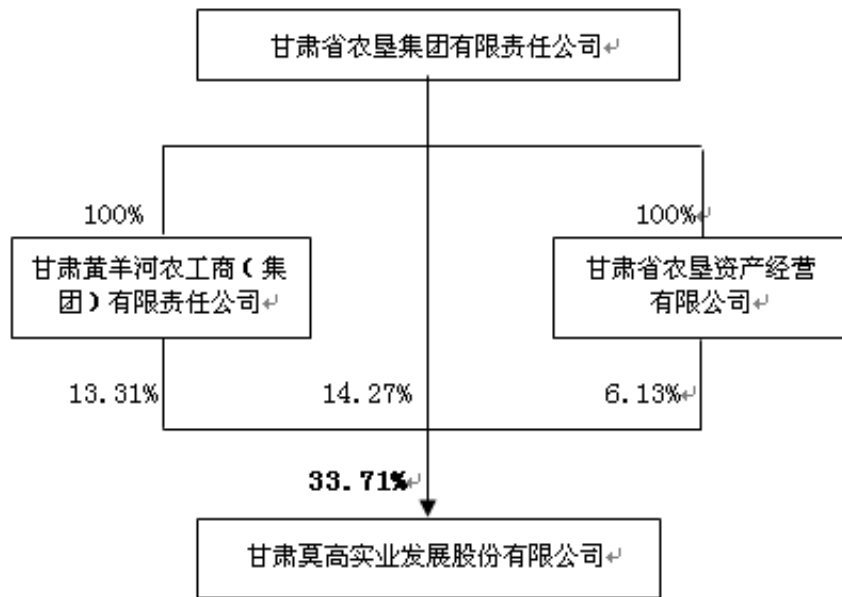 甘肃省农垦集团有限责任公司↵
100%
100%↵
甘肃黄羊河农工商（集
团）有限责任公司↵
甘肃省农垦资产经营
有限公司↵
13.31%
14.27%
6.13%↵
33.71%↵
甘肃莫高实业发展股份有限公司↵